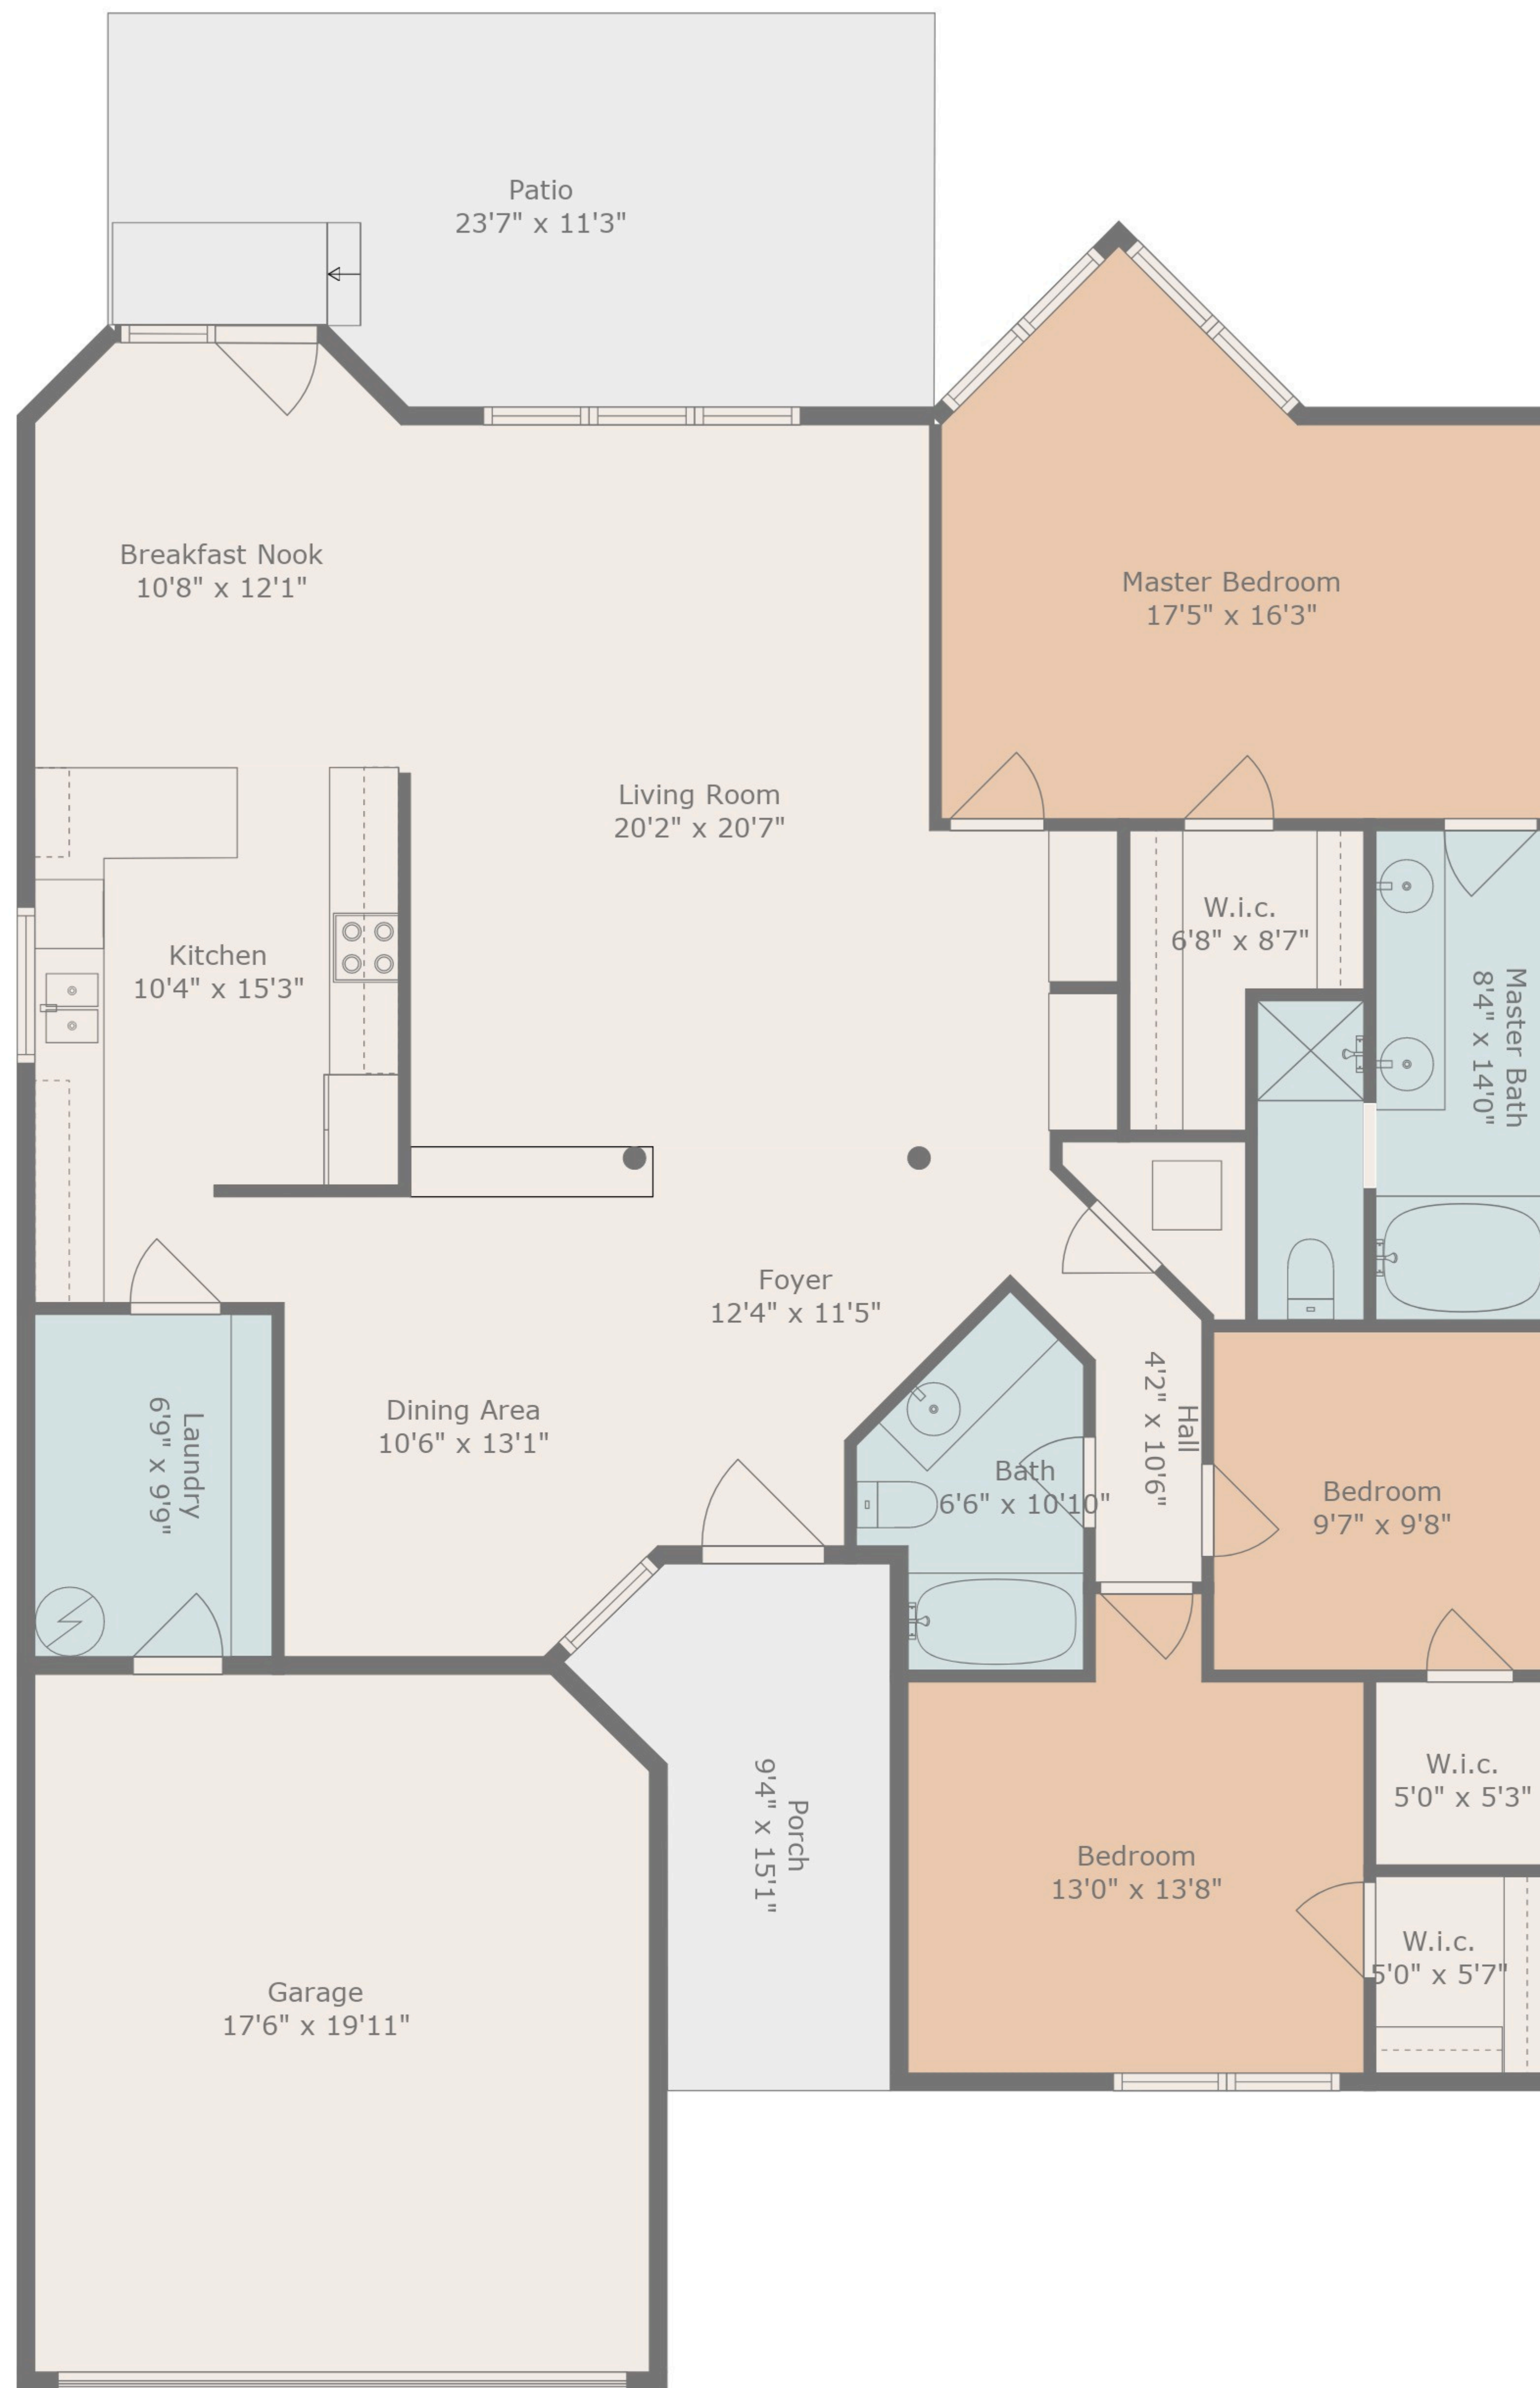 Patio
23'7" x 11'3"
Breakfast Nook
10'8" x 12'1"
Master Bedroom
17'5" x 16'3"
Living Room
20'2" x 20'7"
W.i.c.
6'8" x 8'7"
Kitchen
10'4" x 15'3"
Master Bath
8'4" x 14'0"
Foyer
12'4" x 11'5"
Dining Area
10'6" x 13'1"
Laundry
6'9" x 9'9"
Hall
4'2" x 10'6"
Bath
6'6" x 10'10"
Bedroom
9'7" x 9'8"
W.i.c.
5'0" x 5'3"
Porch
9'4" x 15'1"
Bedroom
13'0" x 13'8"
W.i.c.
5'0" x 5'7"
Garage
17'6" x 19'11"